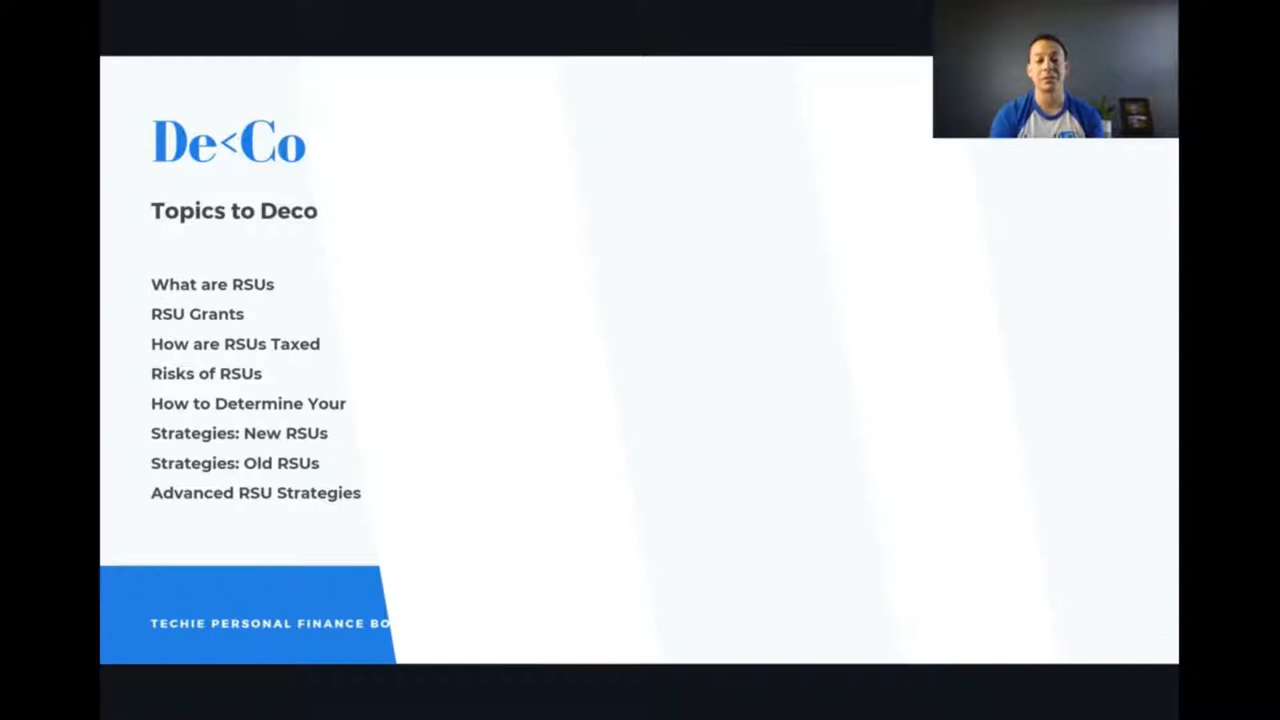 De<Co
Topics to Deco
What are RSUs
RSU Grants
How are RSUs Taxed
Risks of RSUs
How to Determine Your
Strategies: New RSUs
Strategies: Old RSUs
Advanced RSU Strategies
TECHIE PERSONAL FINANCE BO